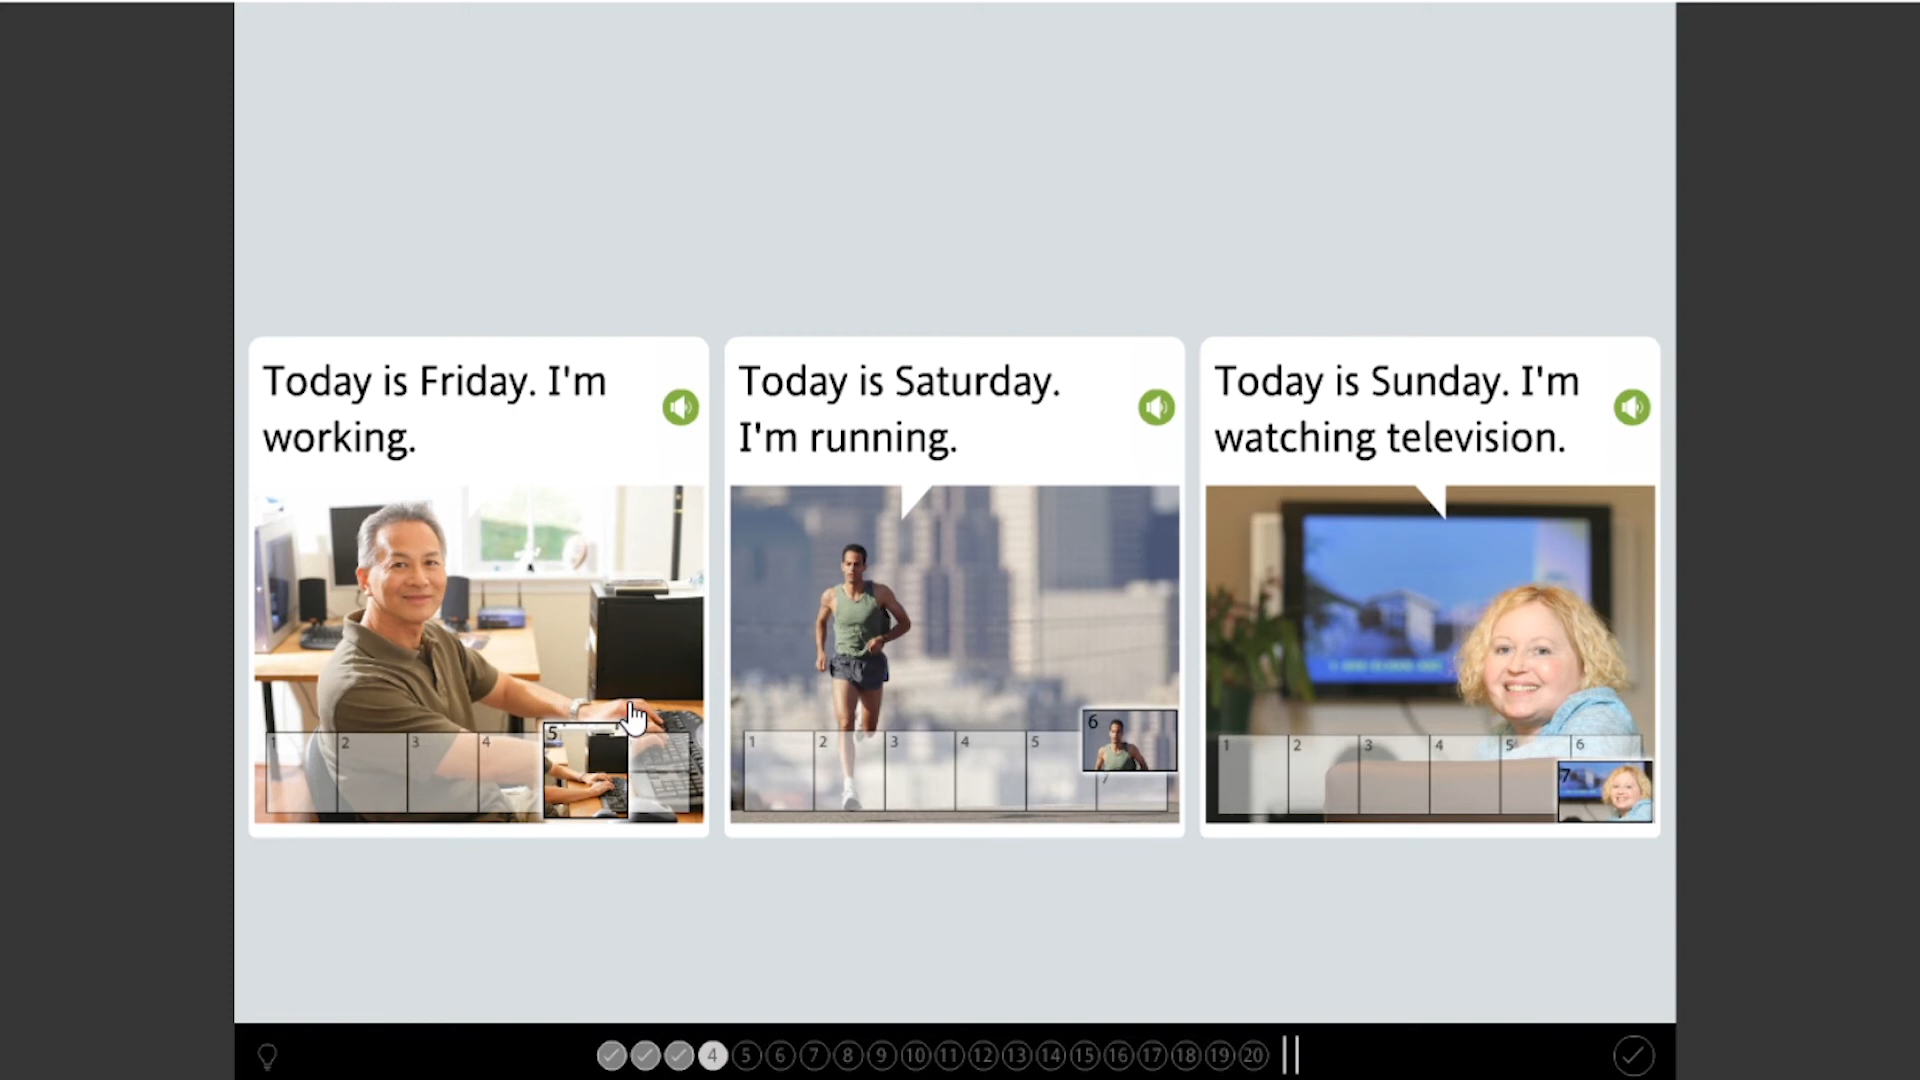 Today is Friday. I'm
working.
1 2 3 4 5
Today is Saturday.
I'm running.
1 2 3 4 5 6
7
Today is Sunday. I'm
watching television.
1 2 3 4 5 6
7
4 5 6 7 8 9 10 11 12 13 14 15 16 17 18 19 20